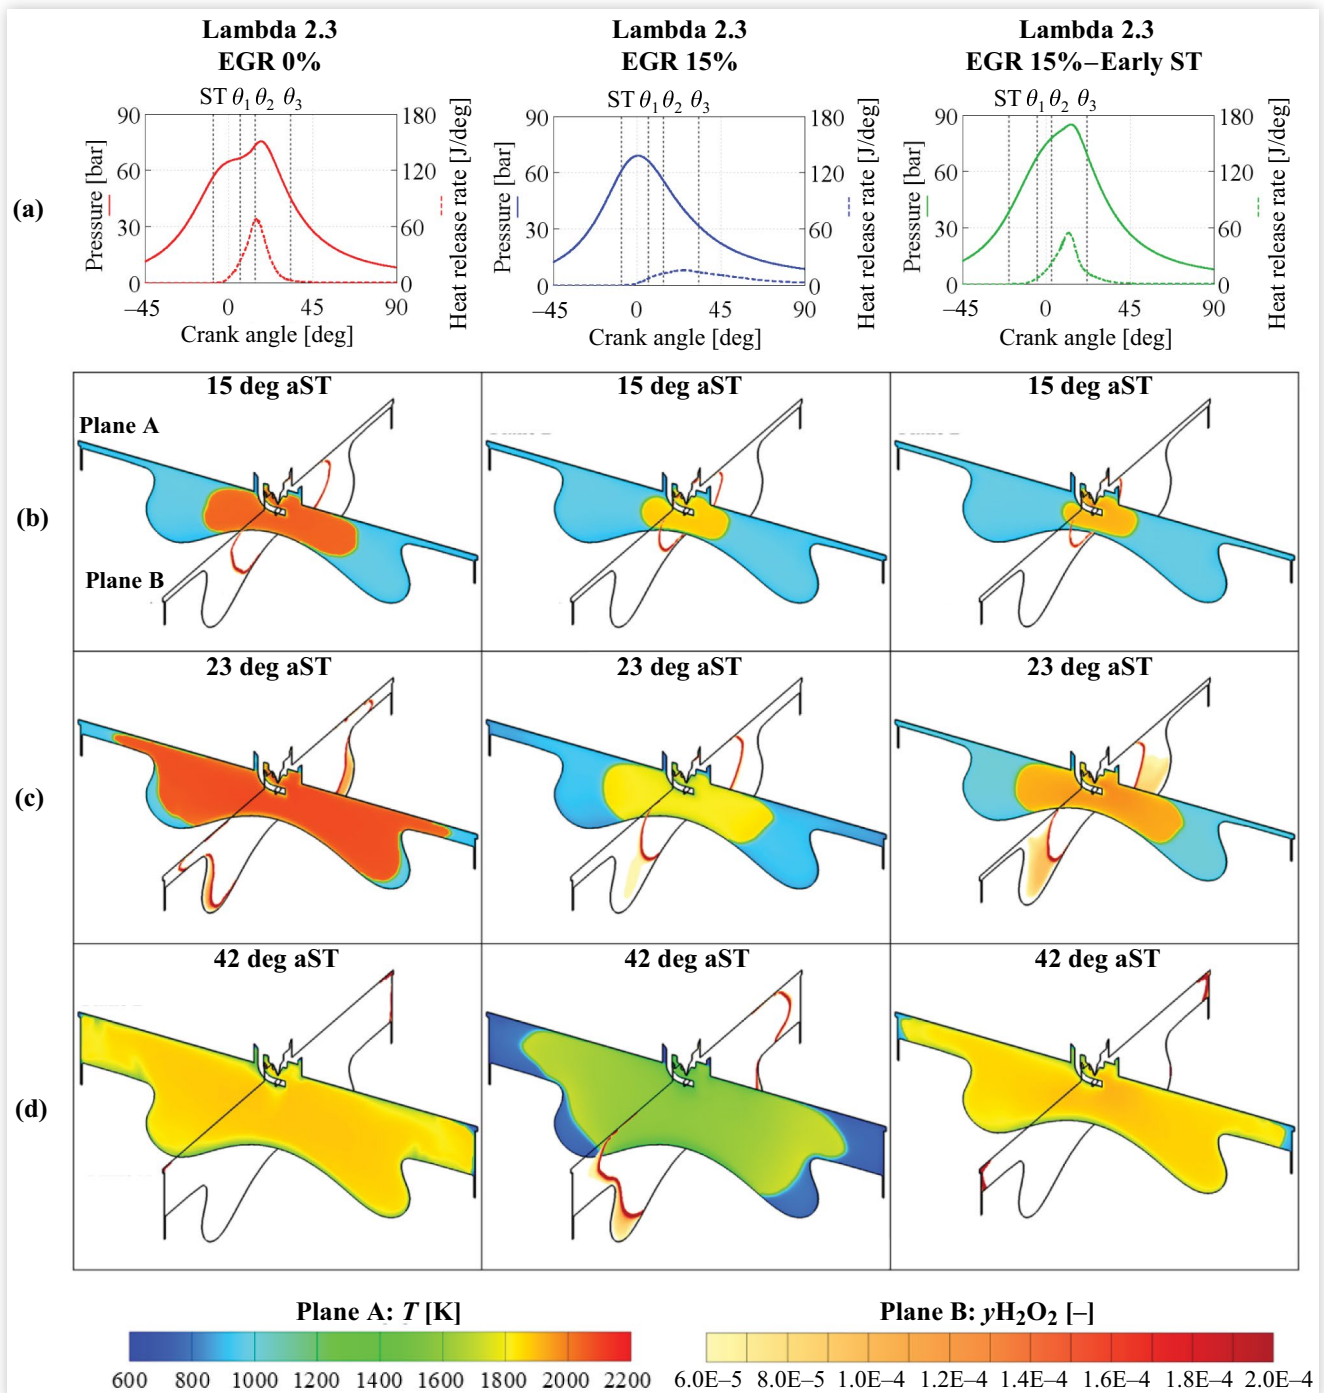 Lambda 2.3
EGR 0%
Lambda 2.3
EGR 15%
Lambda 2.3
EGR 15%–Early ST
(a)
ST θ1 θ2 θ3
90
60
30
0
Pressure [bar]
180
120
60
0
Heat release rate [J/deg]
–45 0 45 90
Crank angle [deg]
ST θ1 θ2 θ3
90
60
30
0
Pressure [bar]
180
120
60
0
Heat release rate [J/deg]
–45 0 45 90
Crank angle [deg]
ST θ1 θ2 θ3
90
60
30
0
Pressure [bar]
180
120
60
0
Heat release rate [J/deg]
–45 0 45 90
Crank angle [deg]
(b)
15 deg aST
Plane A
Plane B
15 deg aST
15 deg aST
(c)
23 deg aST
23 deg aST
23 deg aST
(d)
42 deg aST
42 deg aST
42 deg aST
Plane A: T [K]
600 800 1000 1200 1400 1600 1800 2000 2200
Plane B: yH2O2 [–]
6.0E–5 8.0E–5 1.0E–4 1.2E–4 1.4E–4 1.6E–4 1.8E–4 2.0E–4